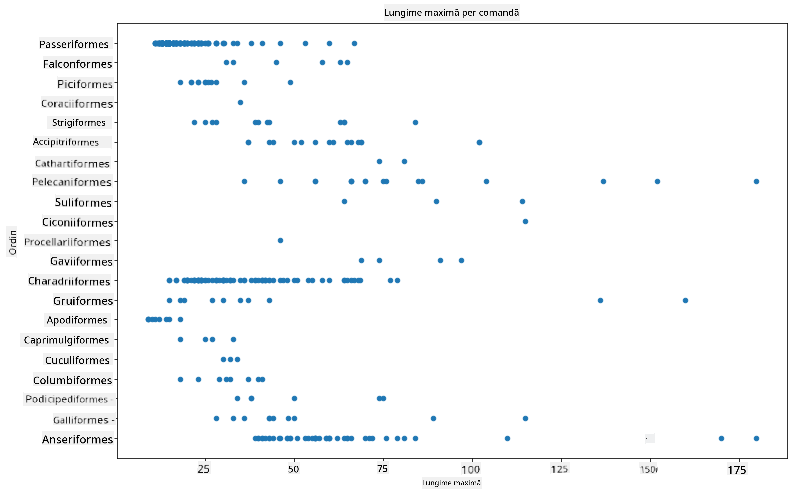 Lungime maximă per comandă
Passeriformes
Falconformes
Piciformes
Coraciiformes
Strigiformes
Accipitriformes
Cathartiformes
Pelecaniformes
Suliformes
Ciconiiformes
Procellariiformes
Gaviiformes
Charadriiformes
Gruiformes
Apodiformes
Caprimulgiformes
Cuculiformes
Columbiformes
Podicipediformes
Galliformes
Anseriformes
Ordin
25 50 75 100 125 150 175
Lungime maximă